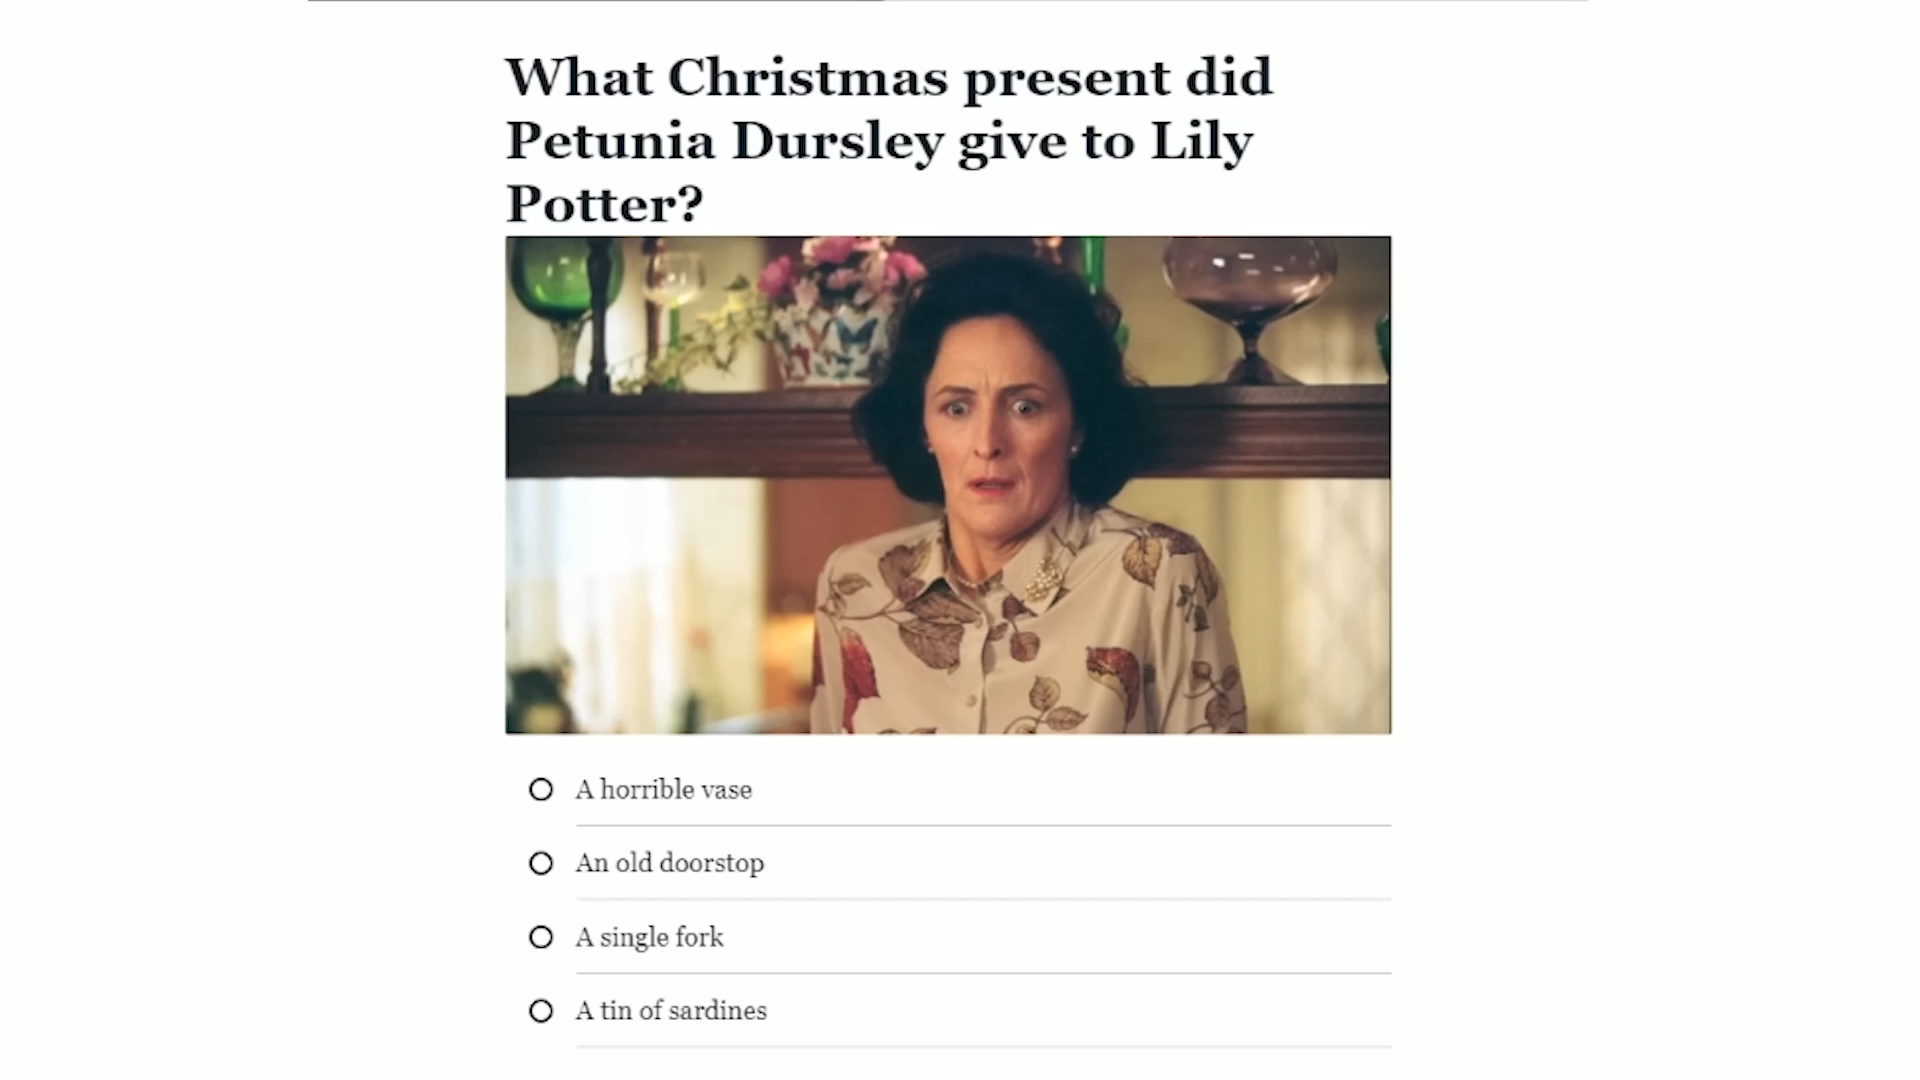 What Christmas present did
Petunia Dursley give to Lily
Potter?
A horrible vase
An old doorstop
A single fork
A tin of sardines